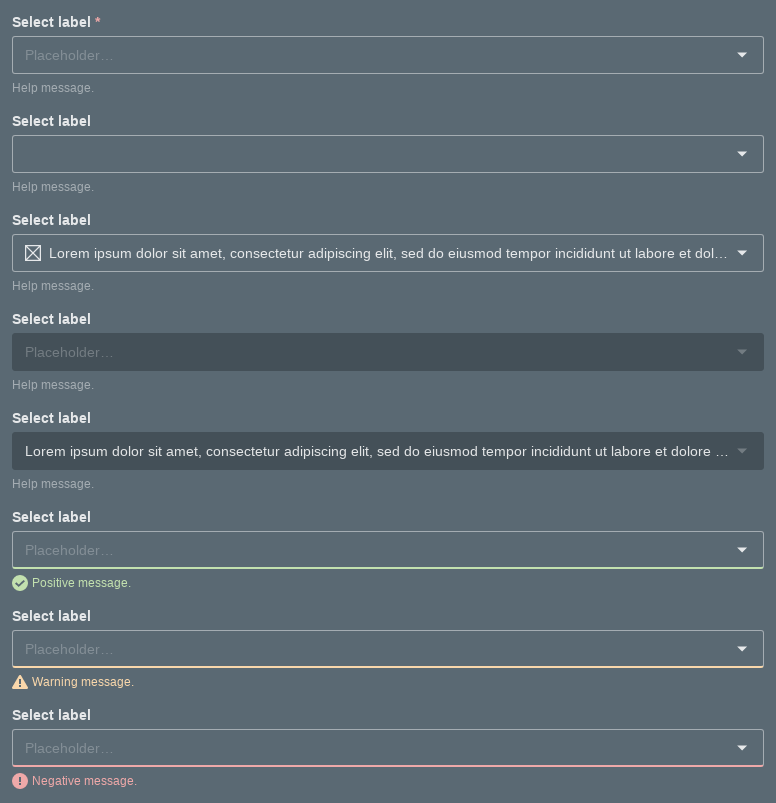 Select label *
Placeholder…
Help message.
Select label
Help message.
Select label
Lorem ipsum dolor sit amet, consectetur adipiscing elit, sed do eiusmod tempor incididunt ut labore et dol…
Help message.
Select label
Placeholder…
Help message.
Select label
Lorem ipsum dolor sit amet, consectetur adipiscing elit, sed do eiusmod tempor incididunt ut labore et dolore …
Help message.
Select label
Placeholder…
Positive message.
Select label
Placeholder…
Warning message.
Select label
Placeholder…
Negative message.